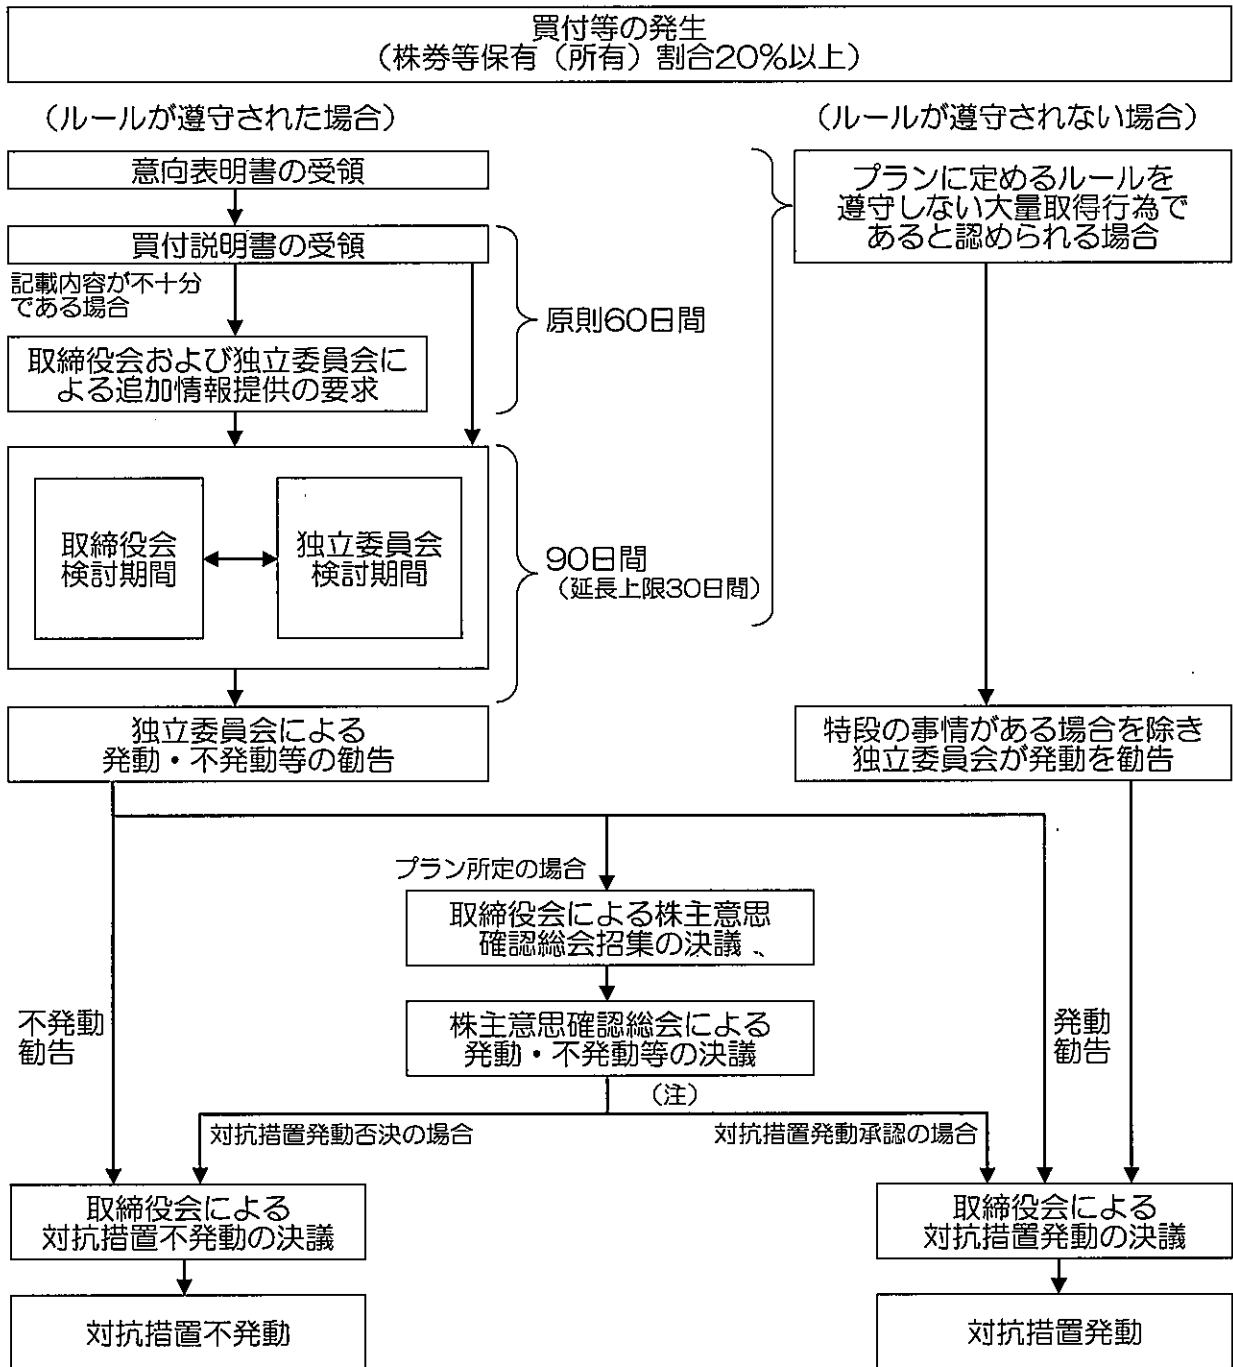 買付等の発生
（株券等保有（所有）割合20％以上）
（ルールが遵守された場合）
（ルールが遵守されない場合）
意向表明書の受領
プランに定めるルールを
遵守しない大量取得行為で
あると認められる場合
買付説明書の受領
記載内容が不十分
である場合
原則60日間
取締役会および独立委員会に
よる追加情報提供の要求
取締役会
検討期間
独立委員会
検討期間
90日間
（延長上限30日間）
独立委員会による
発動・不発動等の勧告
特段の事情がある場合を除き
独立委員会が発動を勧告
プラン所定の場合
取締役会による株主意思
確認総会招集の決議
不発動
勧告
株主意思確認総会による
発動・不発動等の決議
発動
勧告
（注）
対抗措置発動否決の場合
対抗措置発動承認の場合
取締役会による
対抗措置不発動の決議
取締役会による
対抗措置発動の決議
対抗措置不発動
対抗措置発動